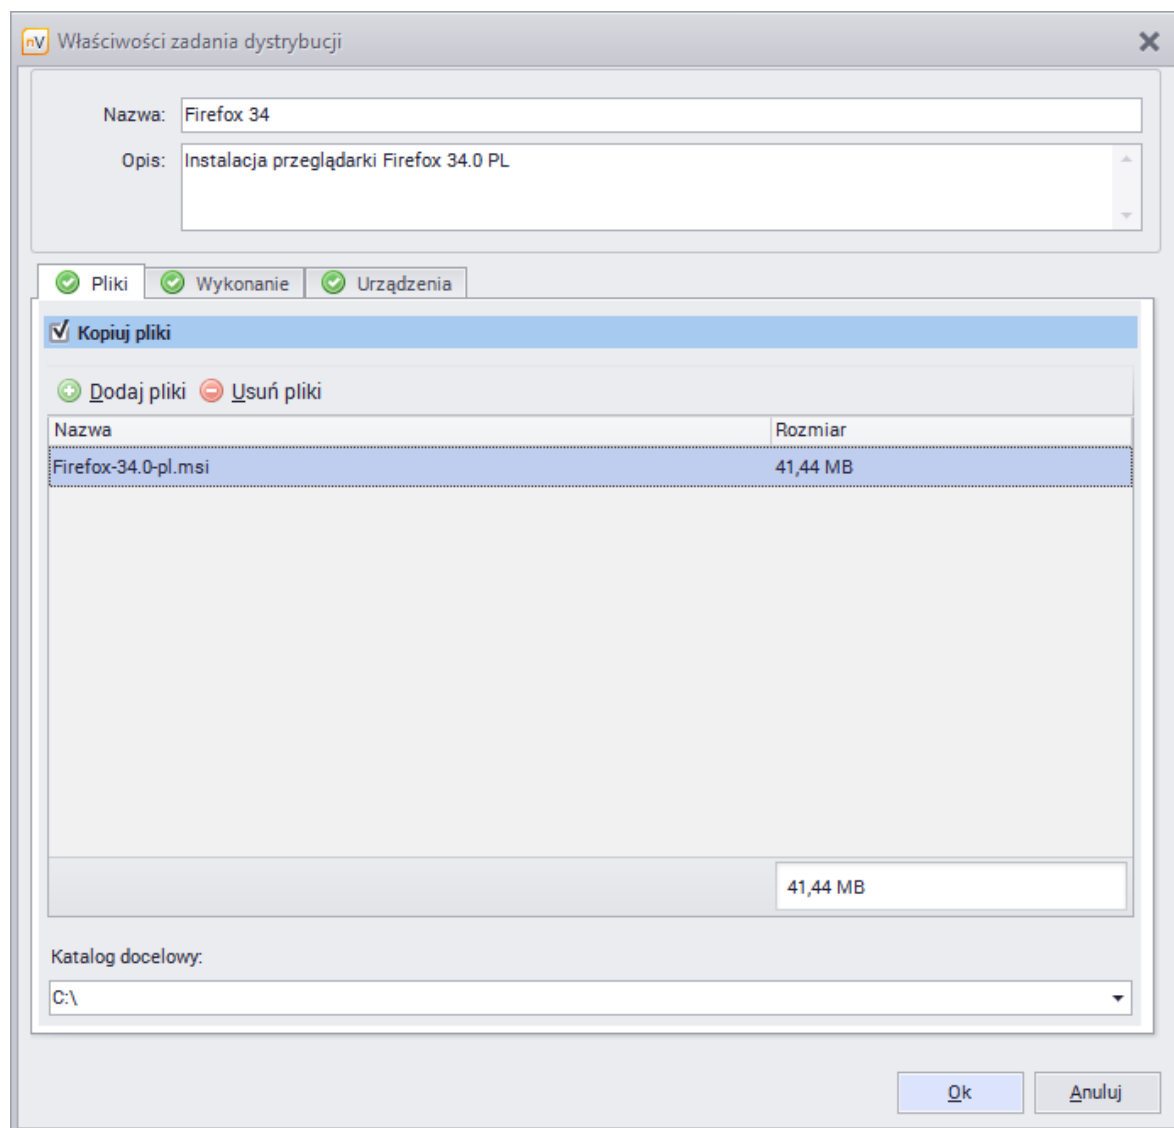 nV Właściwości zadania dystrybucji
Nazwa: Firefox 34
Opis: Instalacja przeglądarki Firefox 34.0 PL
Pliki Wykonanie Urządzenia
Kopiuj pliki
Dodaj pliki Usuń pliki
Nazwa Rozmiar
Firefox-34.0-pl.msi 41,44 MB
41,44 MB
Katalog docelowy:
C:\
Ok Anuluj